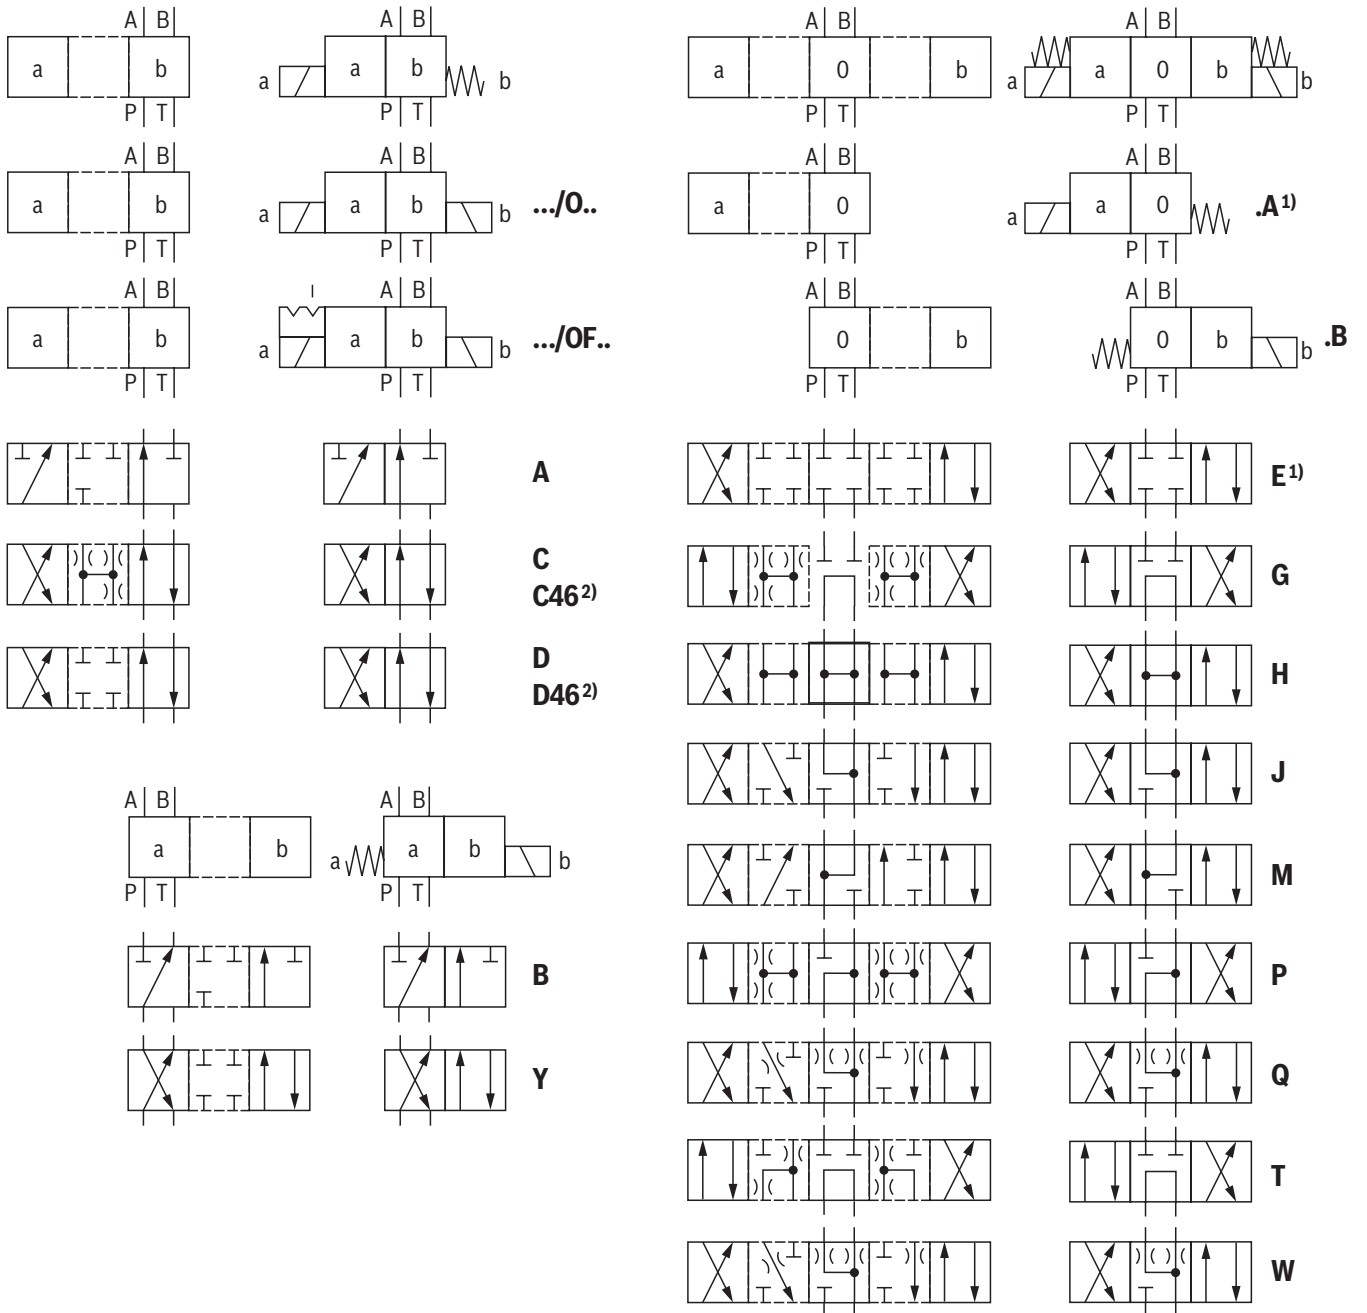 A B A B A B A B
a b a a b b a 0 b a a 0 b b
P T P T P T P T
A B A B A B A B
a b a a b b .../O.. a 0 a a 0 .A1)
P T P T P T P T
A B I A B A B A B
a b a a b b .../OF.. 0 b 0 b b .B
P T P T P T P T
A
E1)
C
C46 2)
G
D
D46 2)
H
J
A B A B
a b a a b b
P T P T
M
B
P
Y
Q
T
W